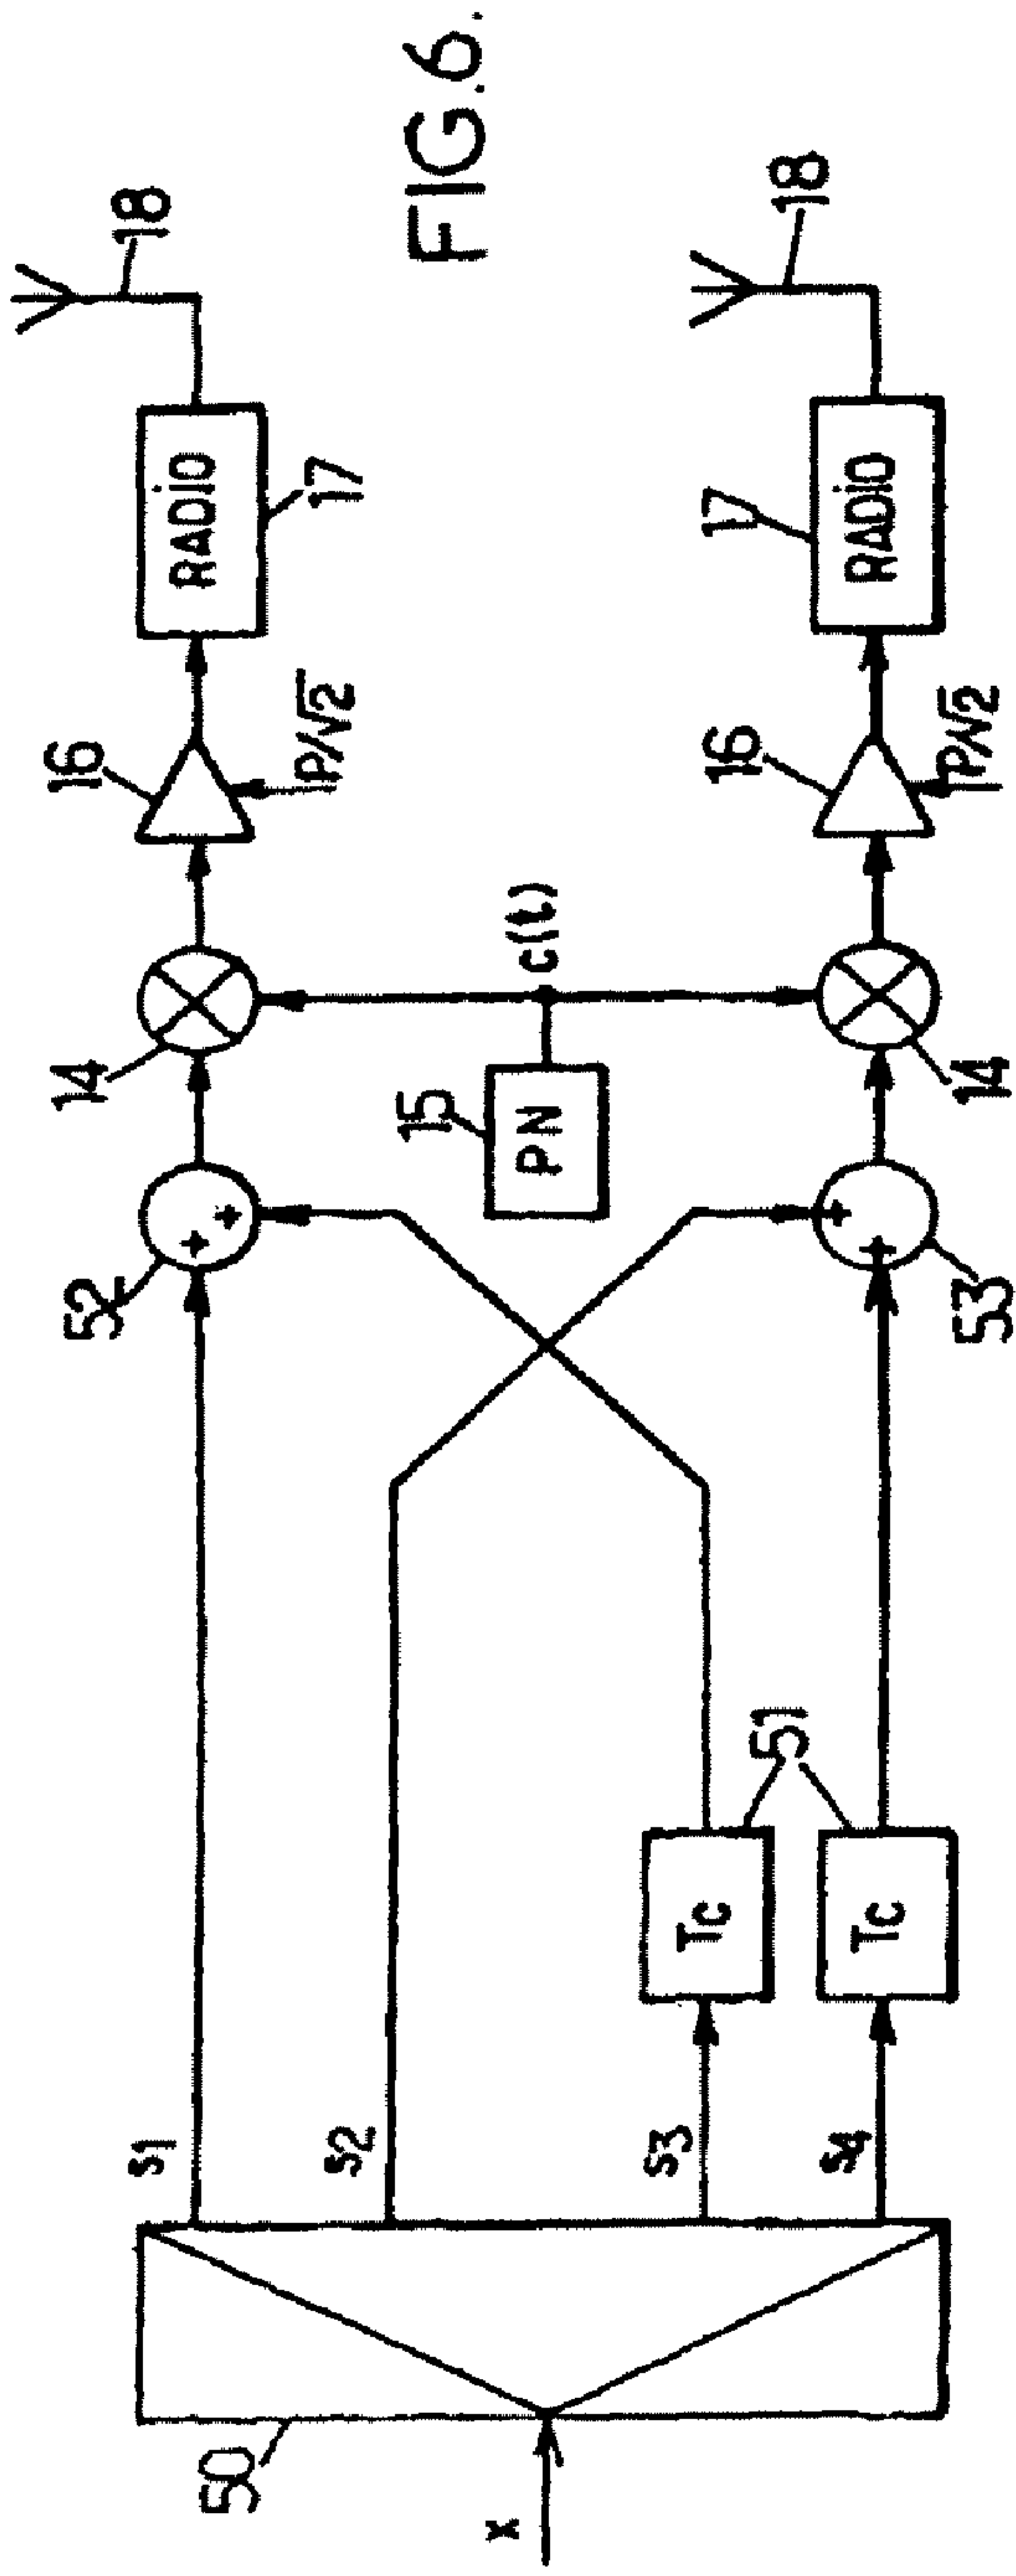 FIG.6.
x
50
s1
s2
s3
s4
Tc
Tc
51
52
53
14
14
15
PN
c(t)
16
16
P/√2
P/√2
RADiO
RADiO
17
17
18
18